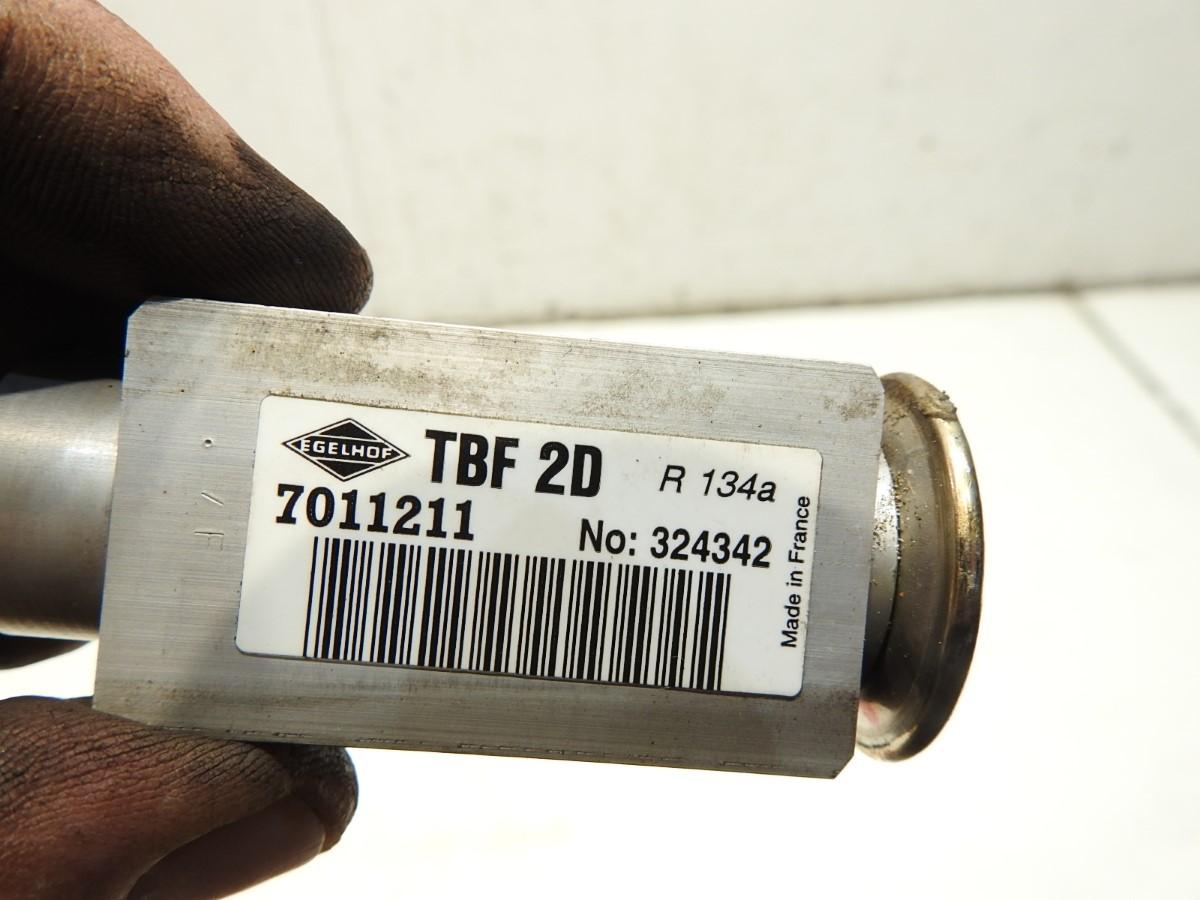 EGELHOF
TBF 2D
R 134a
7011211
No: 324342
Made in France